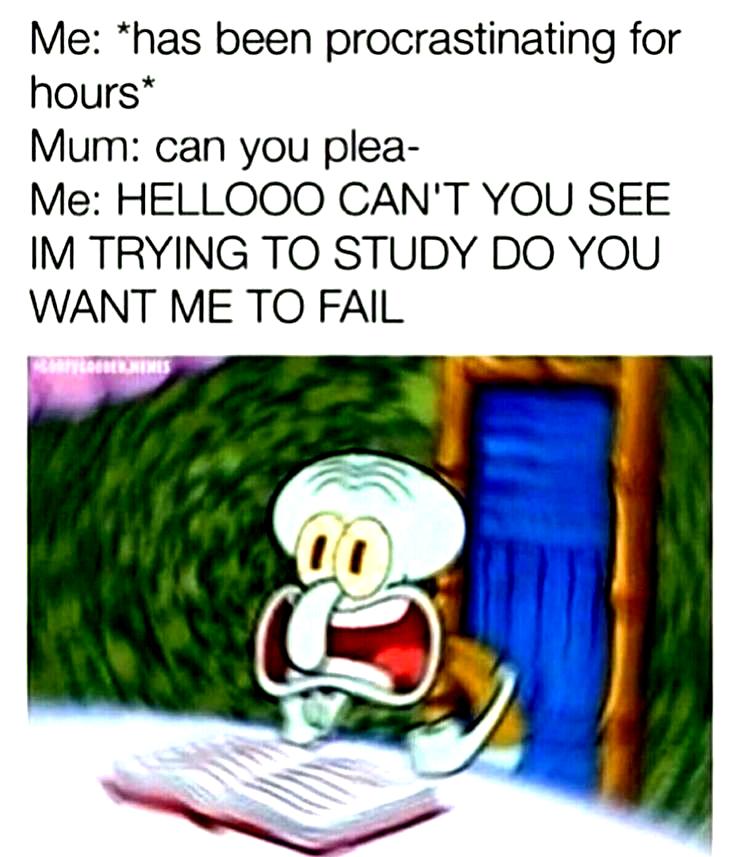 Me: *has been procrastinating for
hours*
Mum: can you plea-
Me: HELLOOO CAN'T YOU SEE
IM TRYING TO STUDY DO YOU
WANT ME TO FAIL